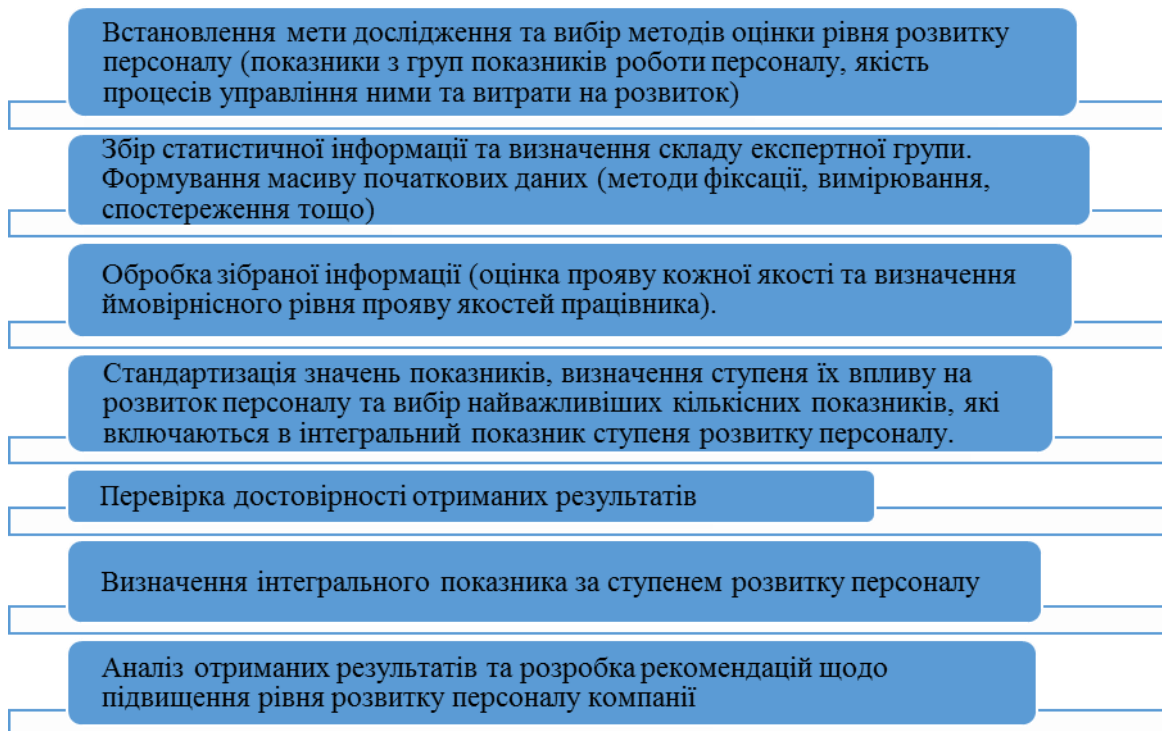 Встановлення мети дослідження та вибір методів оцінки рівня розвитку
персоналу (показники з груп показників роботи персоналу, якість
процесів управління ними та витрати на розвиток)
Збір статистичної інформації та визначення складу експертної групи.
Формування масиву початкових даних (методи фіксації, вимірювання,
спостереження тощо)
Обробка зібраної інформації (оцінка прояву кожної якості та визначення
ймовірнісного рівня прояву якостей працівника).
Стандартизація значень показників, визначення ступеня їх впливу на
розвиток персоналу та вибір найважливіших кількісних показників, які
включаються в інтегральний показник ступеня розвитку персоналу.
Перевірка достовірності отриманих результатів
Визначення інтегрального показника за ступенем розвитку персоналу
Аналіз отриманих результатів та розробка рекомендацій щодо
підвищення рівня розвитку персоналу компанії